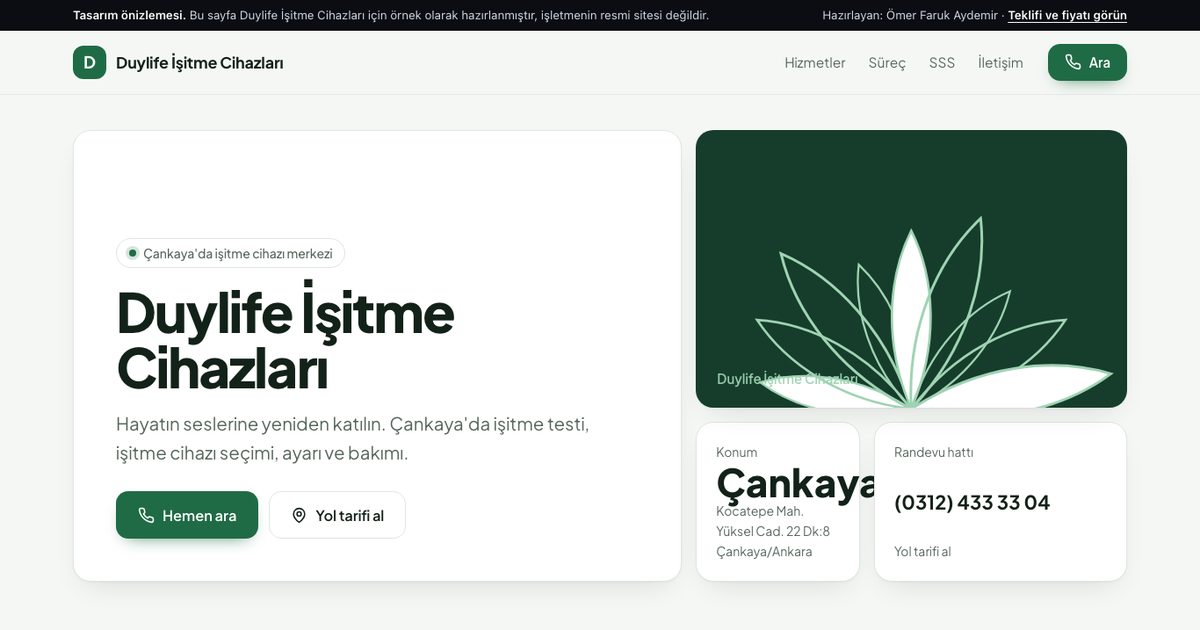 Tasarım önizlemesi. Bu sayfa Duylife İşitme Cihazları için örnek olarak hazırlanmıştır, işletmenin resmi sitesi değildir.
Hazırlayan: Ömer Faruk Aydemir · Teklifi ve fiyatı görün
D
Duylife İşitme Cihazları
Hizmetler
Süreç
SSS
İletişim
Ara
Çankaya'da işitme cihazı merkezi
Duylife İşitme
Cihazları
Hayatın seslerine yeniden katılın. Çankaya'da işitme testi,
işitme cihazı seçimi, ayarı ve bakımı.
Hemen ara
Yol tarifi al
Duylife İşitme Cihazları
Konum
Çankaya
Kocatepe Mah.
Yüksel Cad. 22 Dk:8
Çankaya/Ankara
Randevu hattı
(0312) 433 33 04
Yol tarifi al